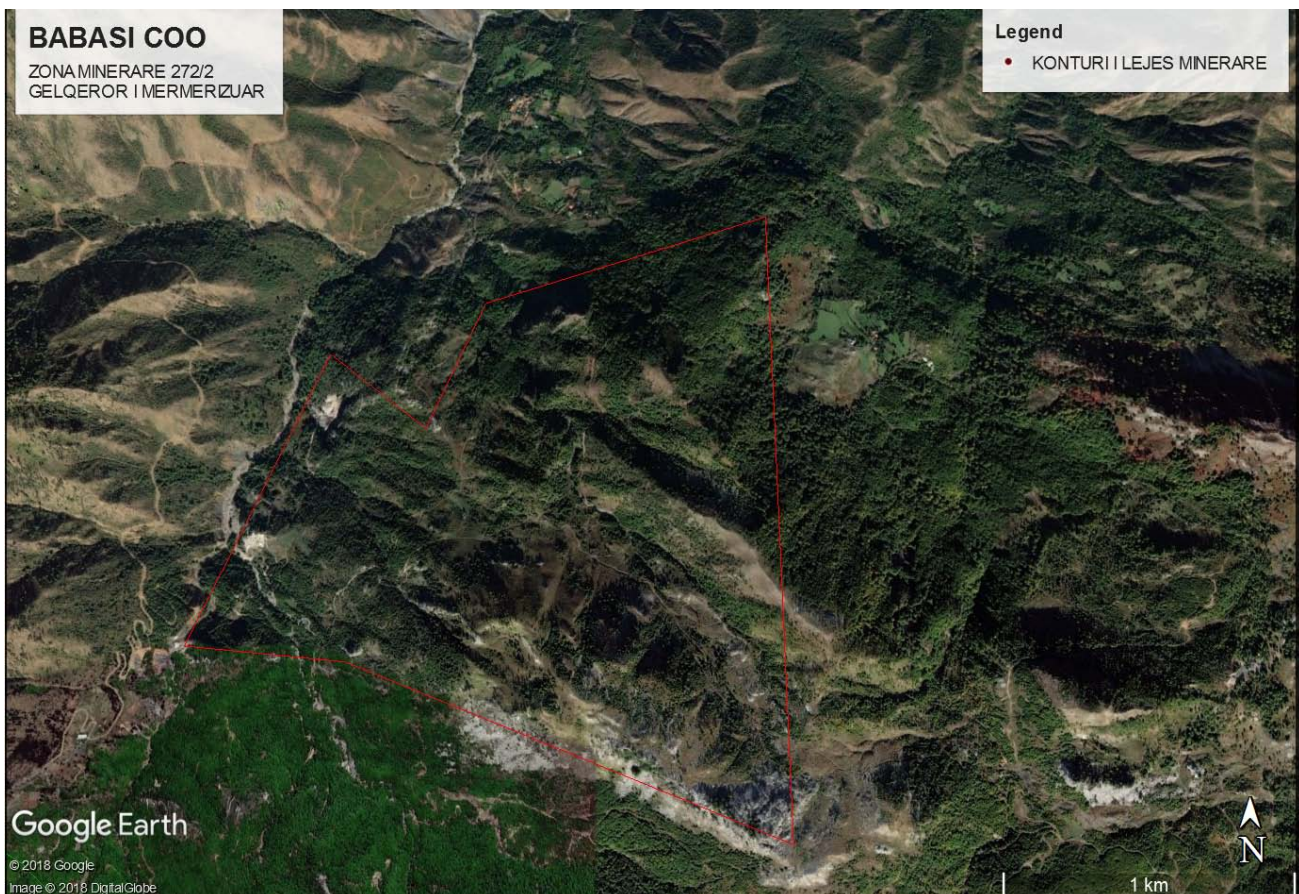 BABASI COO
ZONA MINERARE 272/2
GELQEROR I MERMERIZUAR
Legend
KONTURI I LEJES MINERARE
Google Earth
© 2018 Google
Image © 2018 DigitalGlobe
N
1 km